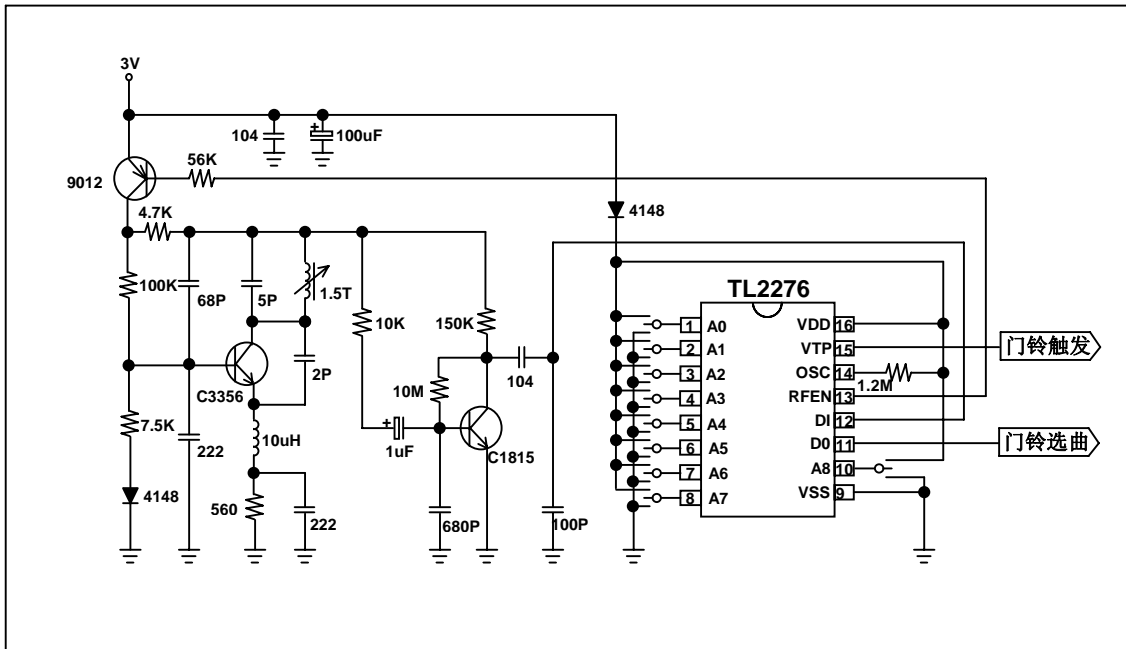 3V
104
100uF
56K
9012
4148
4.7K
100K
68P
5P
1.5T
10K
150K
104
2P
C3356
10M
1uF
C1815
7.5K
222
10uH
4148
560
222
680P
100P
TL2276
1 A0
2 A1
3 A2
4 A3
5 A4
6 A5
7 A6
8 A7
VDD 16
VTP 15
OSC 14
1.2M
RFEN 13
DI 12
D0 11
A8 10
VSS 9
门铃触发
门铃选曲